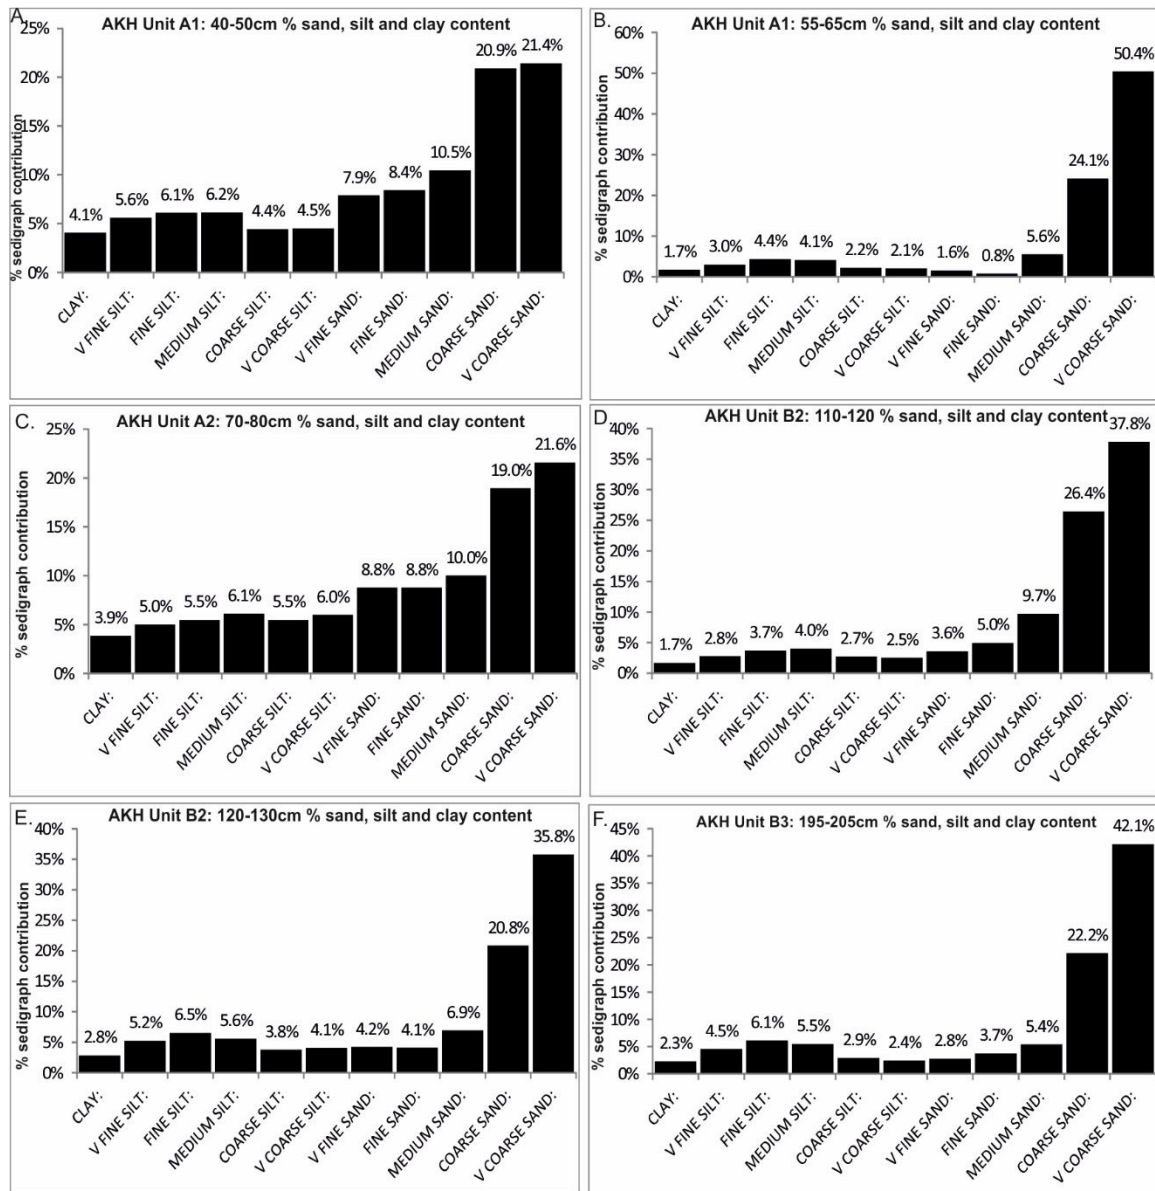 A.
AKH Unit A1: 40-50cm % sand, silt and clay content
% sedigraph contribution
25%
20%
15%
10%
5%
0%
4.1%
5.6%
6.1%
6.2%
4.4%
4.5%
7.9%
8.4%
10.5%
20.9%
21.4%
CLAY:
V FINE SILT:
FINE SILT:
MEDIUM SILT:
COARSE SILT:
V COARSE SILT:
V FINE SAND:
FINE SAND:
MEDIUM SAND:
COARSE SAND:
V COARSE SAND:
B.
AKH Unit A1: 55-65cm % sand, silt and clay content
% sedigraph contribution
60%
50%
40%
30%
20%
10%
0%
1.7%
3.0%
4.4%
4.1%
2.2%
2.1%
1.6%
0.8%
5.6%
24.1%
50.4%
CLAY:
V FINE SILT:
FINE SILT:
MEDIUM SILT:
COARSE SILT:
V COARSE SILT:
V FINE SAND:
FINE SAND:
MEDIUM SAND:
COARSE SAND:
V COARSE SAND:
C.
AKH Unit A2: 70-80cm % sand, silt and clay content
% sedigraph contribution
25%
20%
15%
10%
5%
0%
3.9%
5.0%
5.5%
6.1%
5.5%
6.0%
8.8%
8.8%
10.0%
19.0%
21.6%
CLAY:
V FINE SILT:
FINE SILT:
MEDIUM SILT:
COARSE SILT:
V COARSE SILT:
V FINE SAND:
FINE SAND:
MEDIUM SAND:
COARSE SAND:
V COARSE SAND:
D.
AKH Unit B2: 110-120 % sand, silt and clay content
% sedigraph contribution
40%
35%
30%
25%
20%
15%
10%
5%
0%
1.7%
2.8%
3.7%
4.0%
2.7%
2.5%
3.6%
5.0%
9.7%
26.4%
37.8%
CLAY:
V FINE SILT:
FINE SILT:
MEDIUM SILT:
COARSE SILT:
V COARSE SILT:
V FINE SAND:
FINE SAND:
MEDIUM SAND:
COARSE SAND:
V COARSE SAND:
E.
AKH Unit B2: 120-130cm % sand, silt and clay content
% sedigraph contribution
40%
35%
30%
25%
20%
15%
10%
5%
0%
2.8%
5.2%
6.5%
5.6%
3.8%
4.1%
4.2%
4.1%
6.9%
20.8%
35.8%
CLAY:
V FINE SILT:
FINE SILT:
MEDIUM SILT:
COARSE SILT:
V COARSE SILT:
V FINE SAND:
FINE SAND:
MEDIUM SAND:
COARSE SAND:
V COARSE SAND:
F.
AKH Unit B3: 195-205cm % sand, silt and clay content
% sedigraph contribution
45%
40%
35%
30%
25%
20%
15%
10%
5%
0%
2.3%
4.5%
6.1%
5.5%
2.9%
2.4%
2.8%
3.7%
5.4%
22.2%
42.1%
CLAY:
V FINE SILT:
FINE SILT:
MEDIUM SILT:
COARSE SILT:
V COARSE SILT:
V FINE SAND:
FINE SAND:
MEDIUM SAND:
COARSE SAND:
V COARSE SAND: